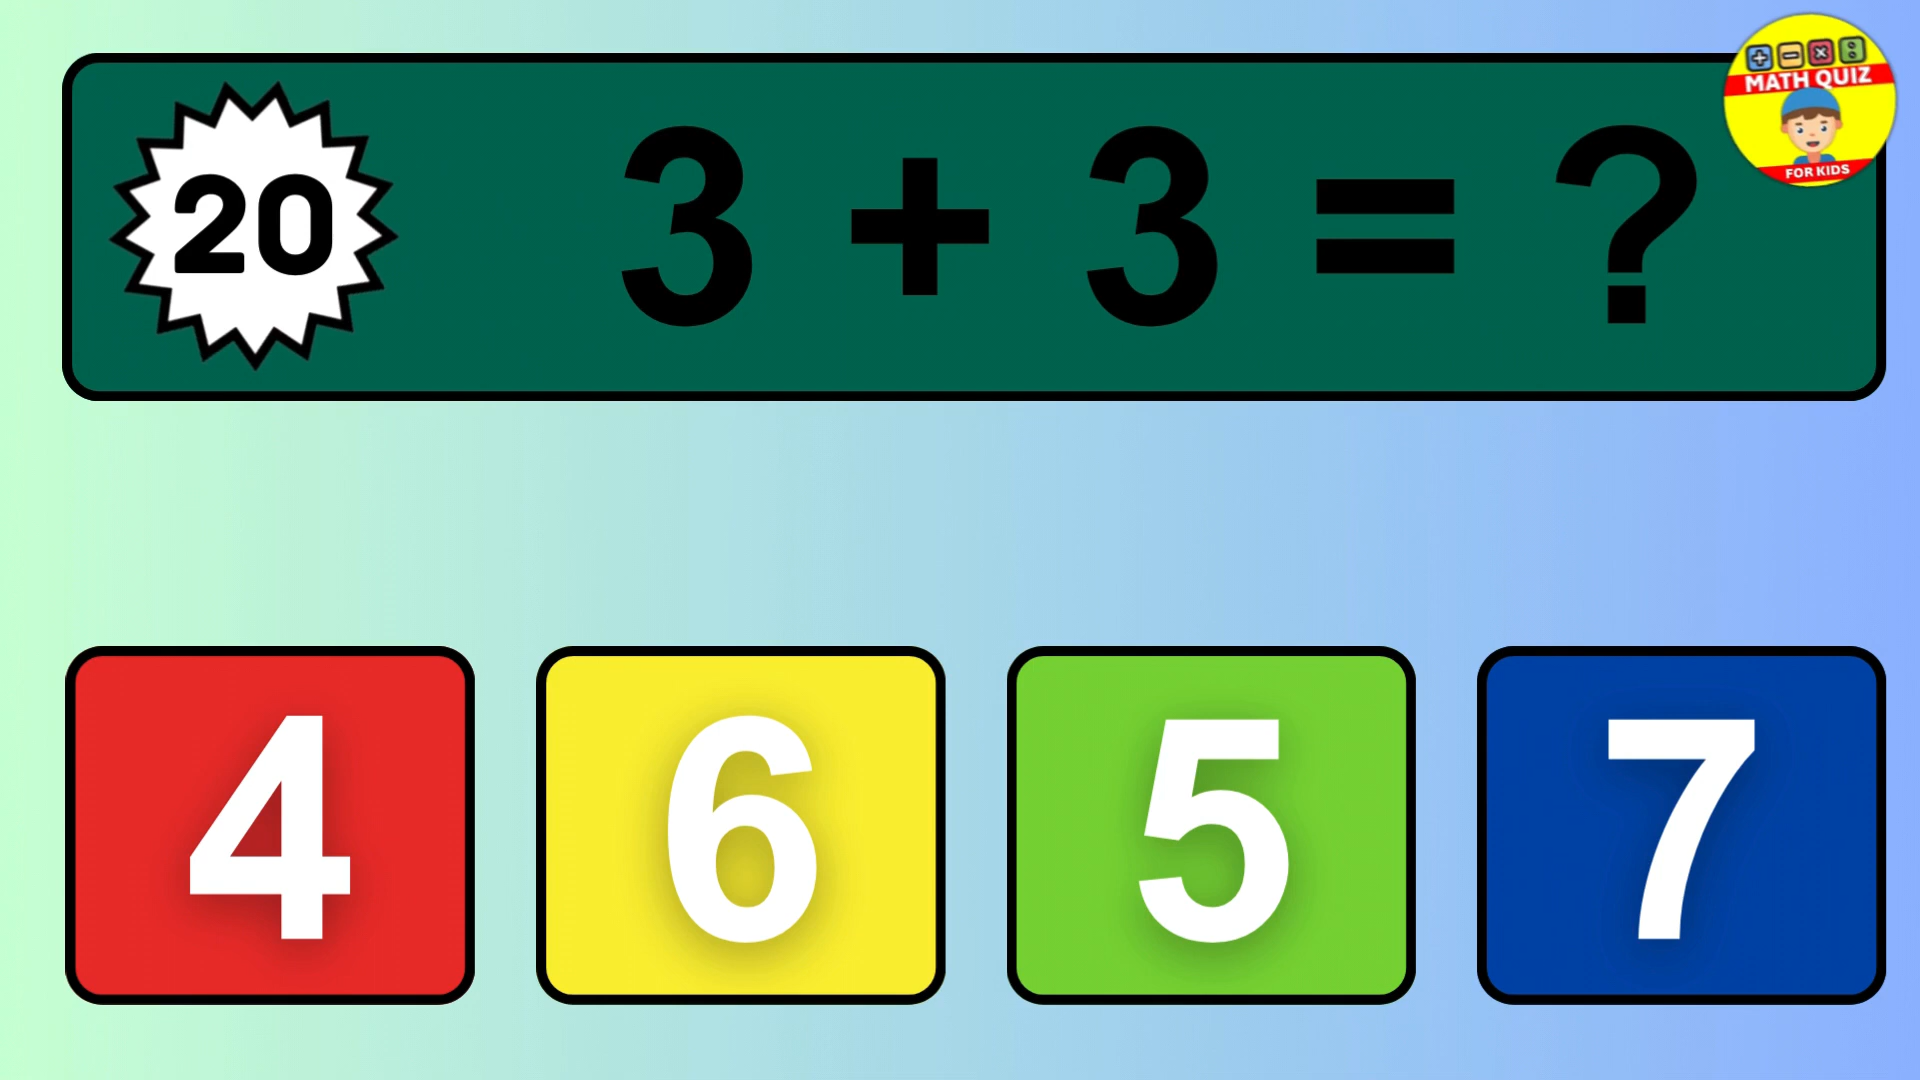 + − × ÷
MATH QUIZ
FOR KIDS
20
3 + 3 = ?
4
6
5
7